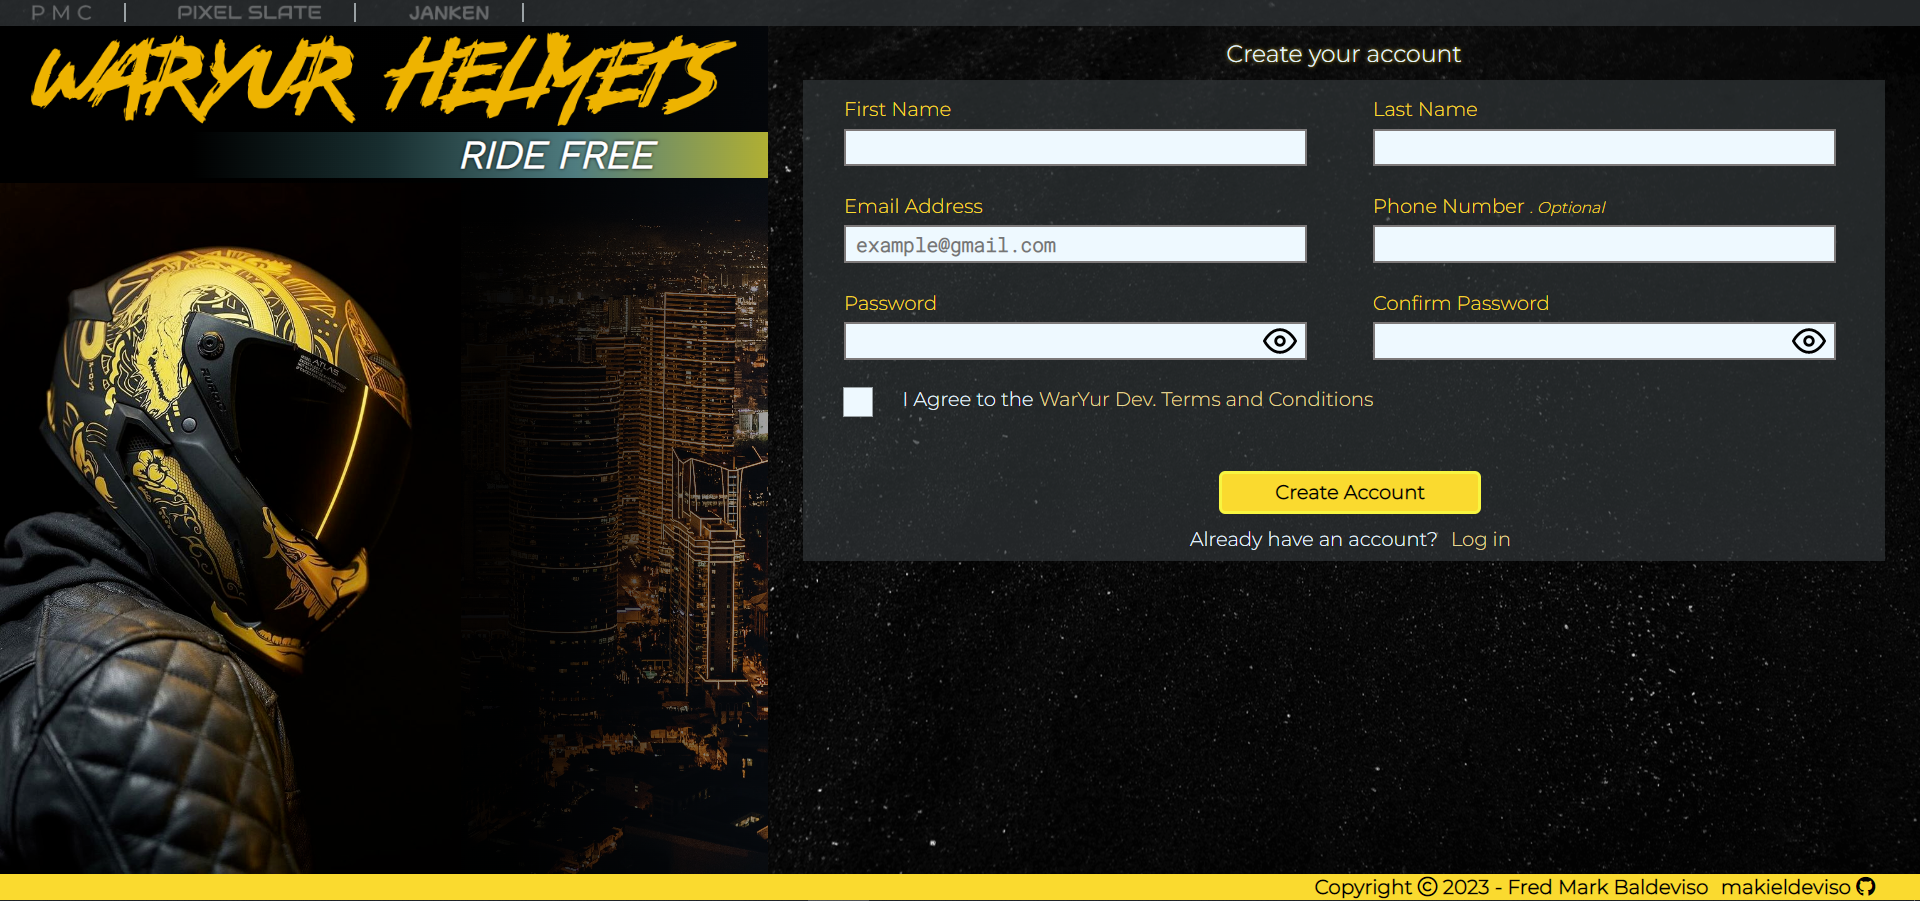 PMC | PIXEL SLATE | JANKEN |
WARYUR HELMETS
RIDE FREE
ATLAS
Create your account
First Name
Last Name
Email Address
Phone Number . Optional
example@gmail.com
Password
Confirm Password
I Agree to the WarYur Dev. Terms and Conditions
Create Account
Already have an account? Log in
Copyright © 2023 - Fred Mark Baldeviso makieldeviso